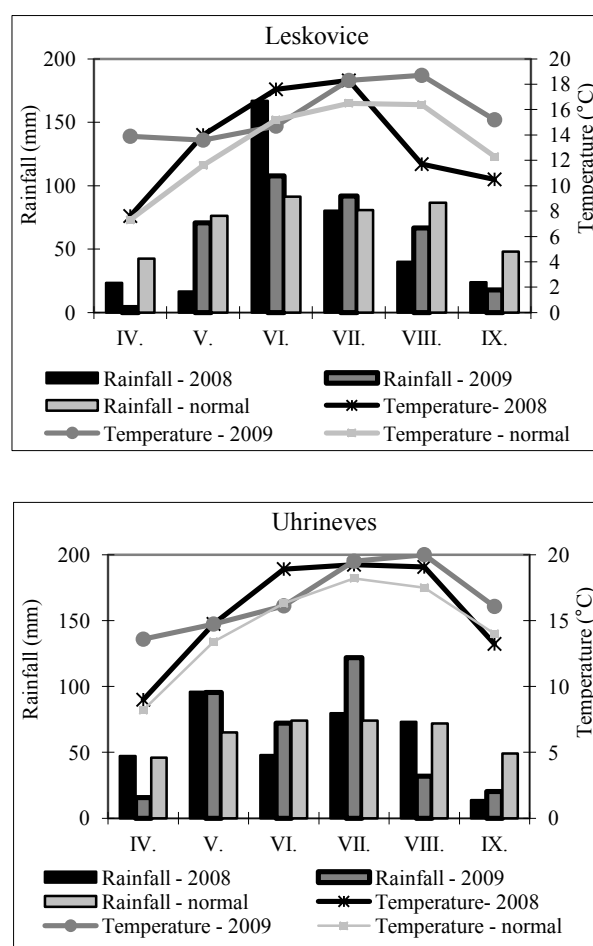 Leskovice
Rainfall (mm)
200
150
100
50
0
20
18
16
14
12
10
8
6
4
2
0
Temperature (°C)
IV. V. VI. VII. VIII. IX.
Rainfall - 2008 Rainfall - 2009
Rainfall - normal Temperature- 2008
Temperature - 2009 Temperature - normal
Uhrineves
Rainfall (mm)
200
150
100
50
0
20
15
10
5
0
Temperature (°C)
IV. V. VI. VII. VIII. IX.
Rainfall - 2008 Rainfall - 2009
Rainfall - normal Temperature- 2008
Temperature - 2009 Temperature - normal